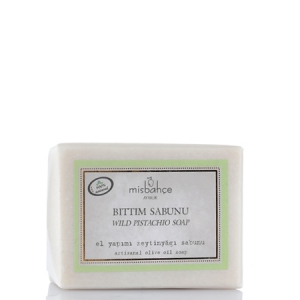 misbahçe
BITTIM SABUNU
WILD PISTACHIO SOAP
el yapımı zeytinyağı sabunu
artisanal olive oil soap